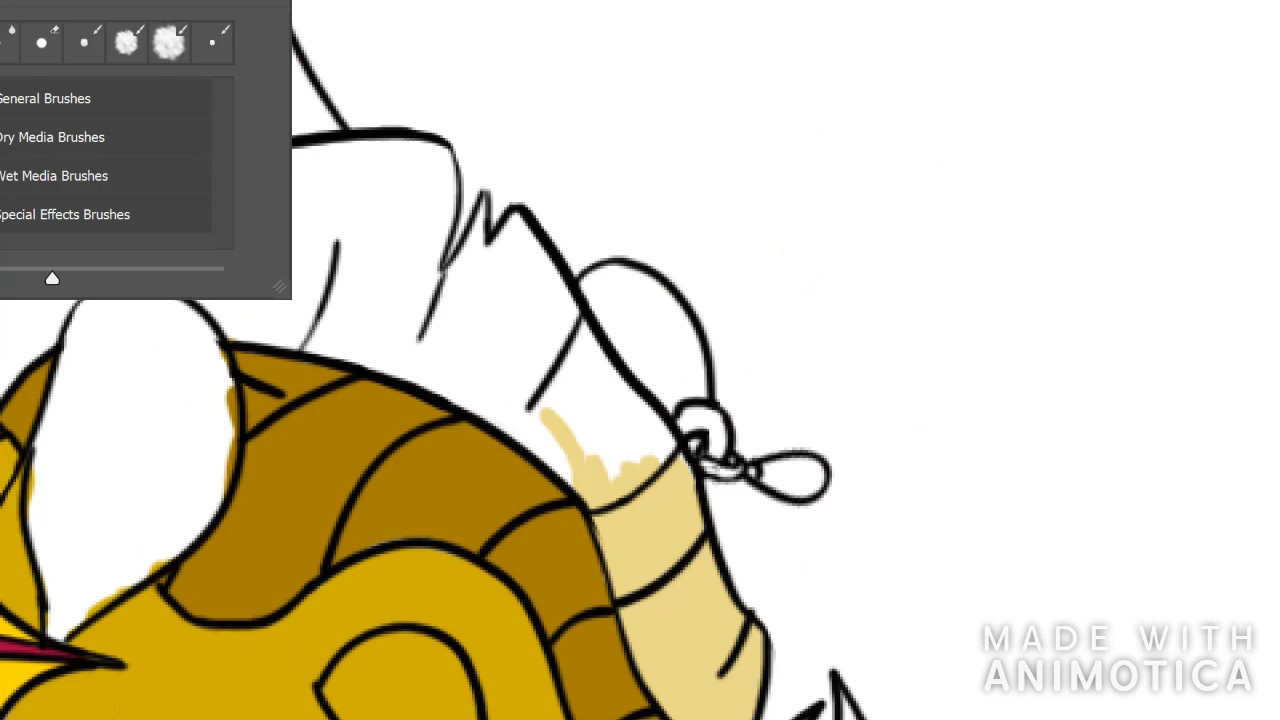 General Brushes
Dry Media Brushes
Wet Media Brushes
Special Effects Brushes
MADE WITH
ANIMOTICA